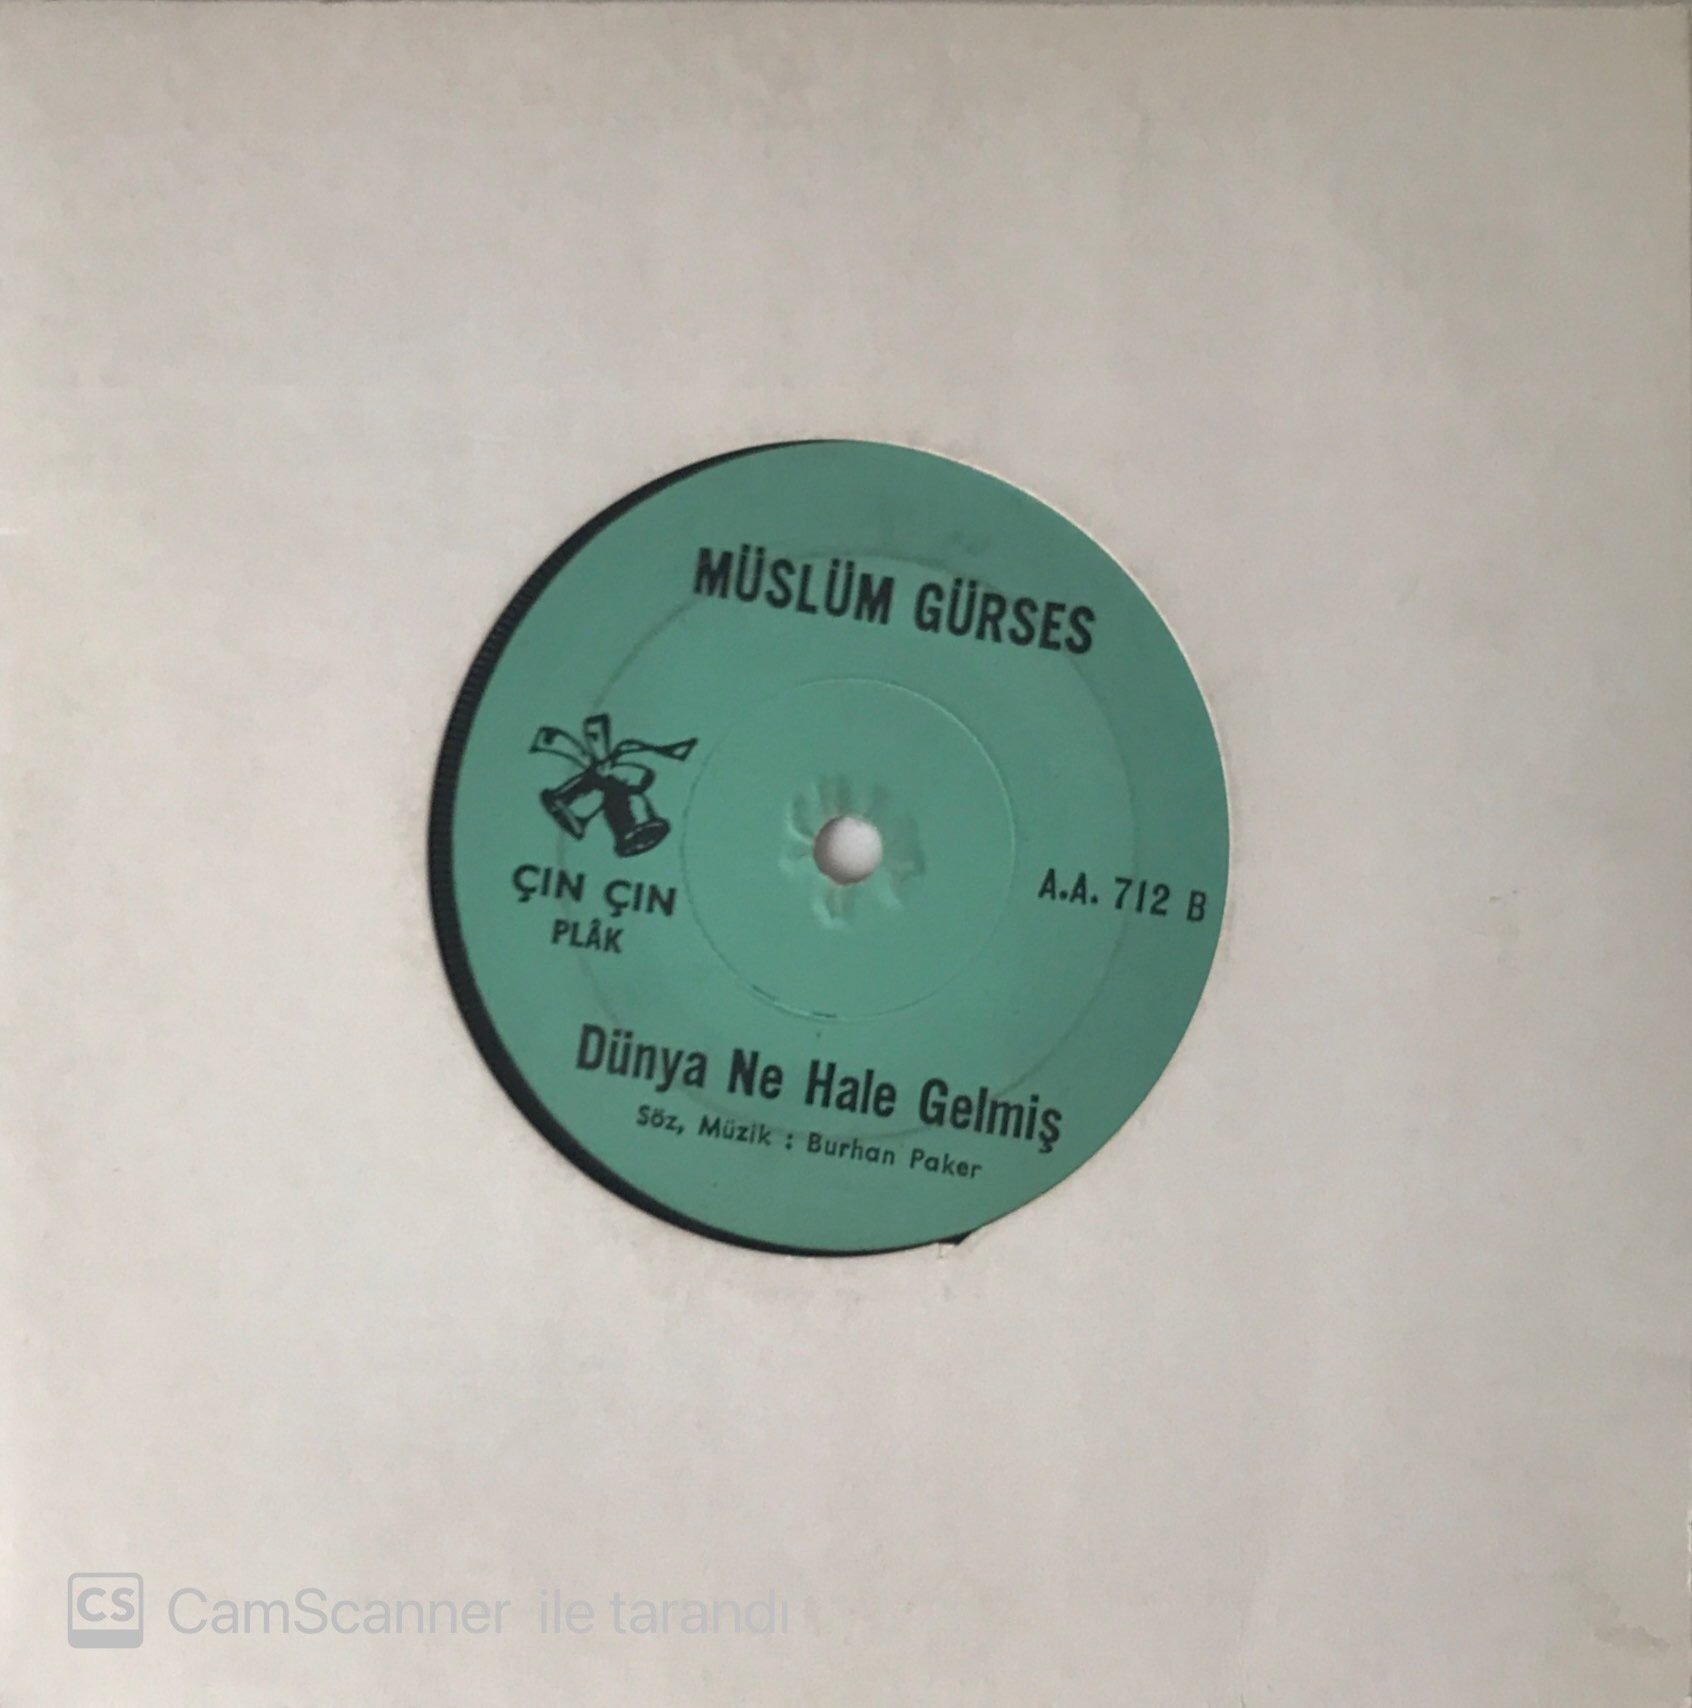 MÜSLÜM GÜRSES
ÇIN ÇIN
PLÂK
A.A. 712 B
Dünya Ne Hale Gelmiş
Söz, Müzik : Burhan Paker
CS CamScanner ile tarandı